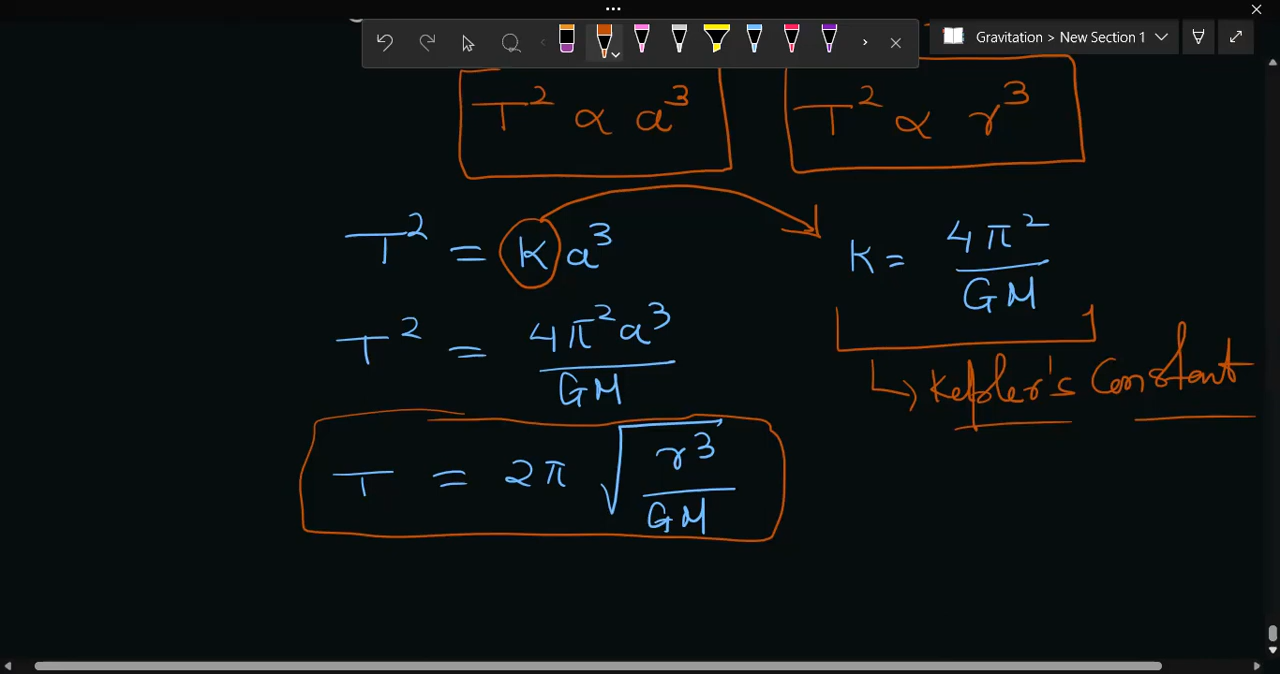 Gravitation > New Section 1
T² ∝ a³
T² ∝ r³
T² = K a³
K = 4π² / GM
T² = 4π²a³ / GM
Kepler's Constant
T = 2π √(r³ / GM)